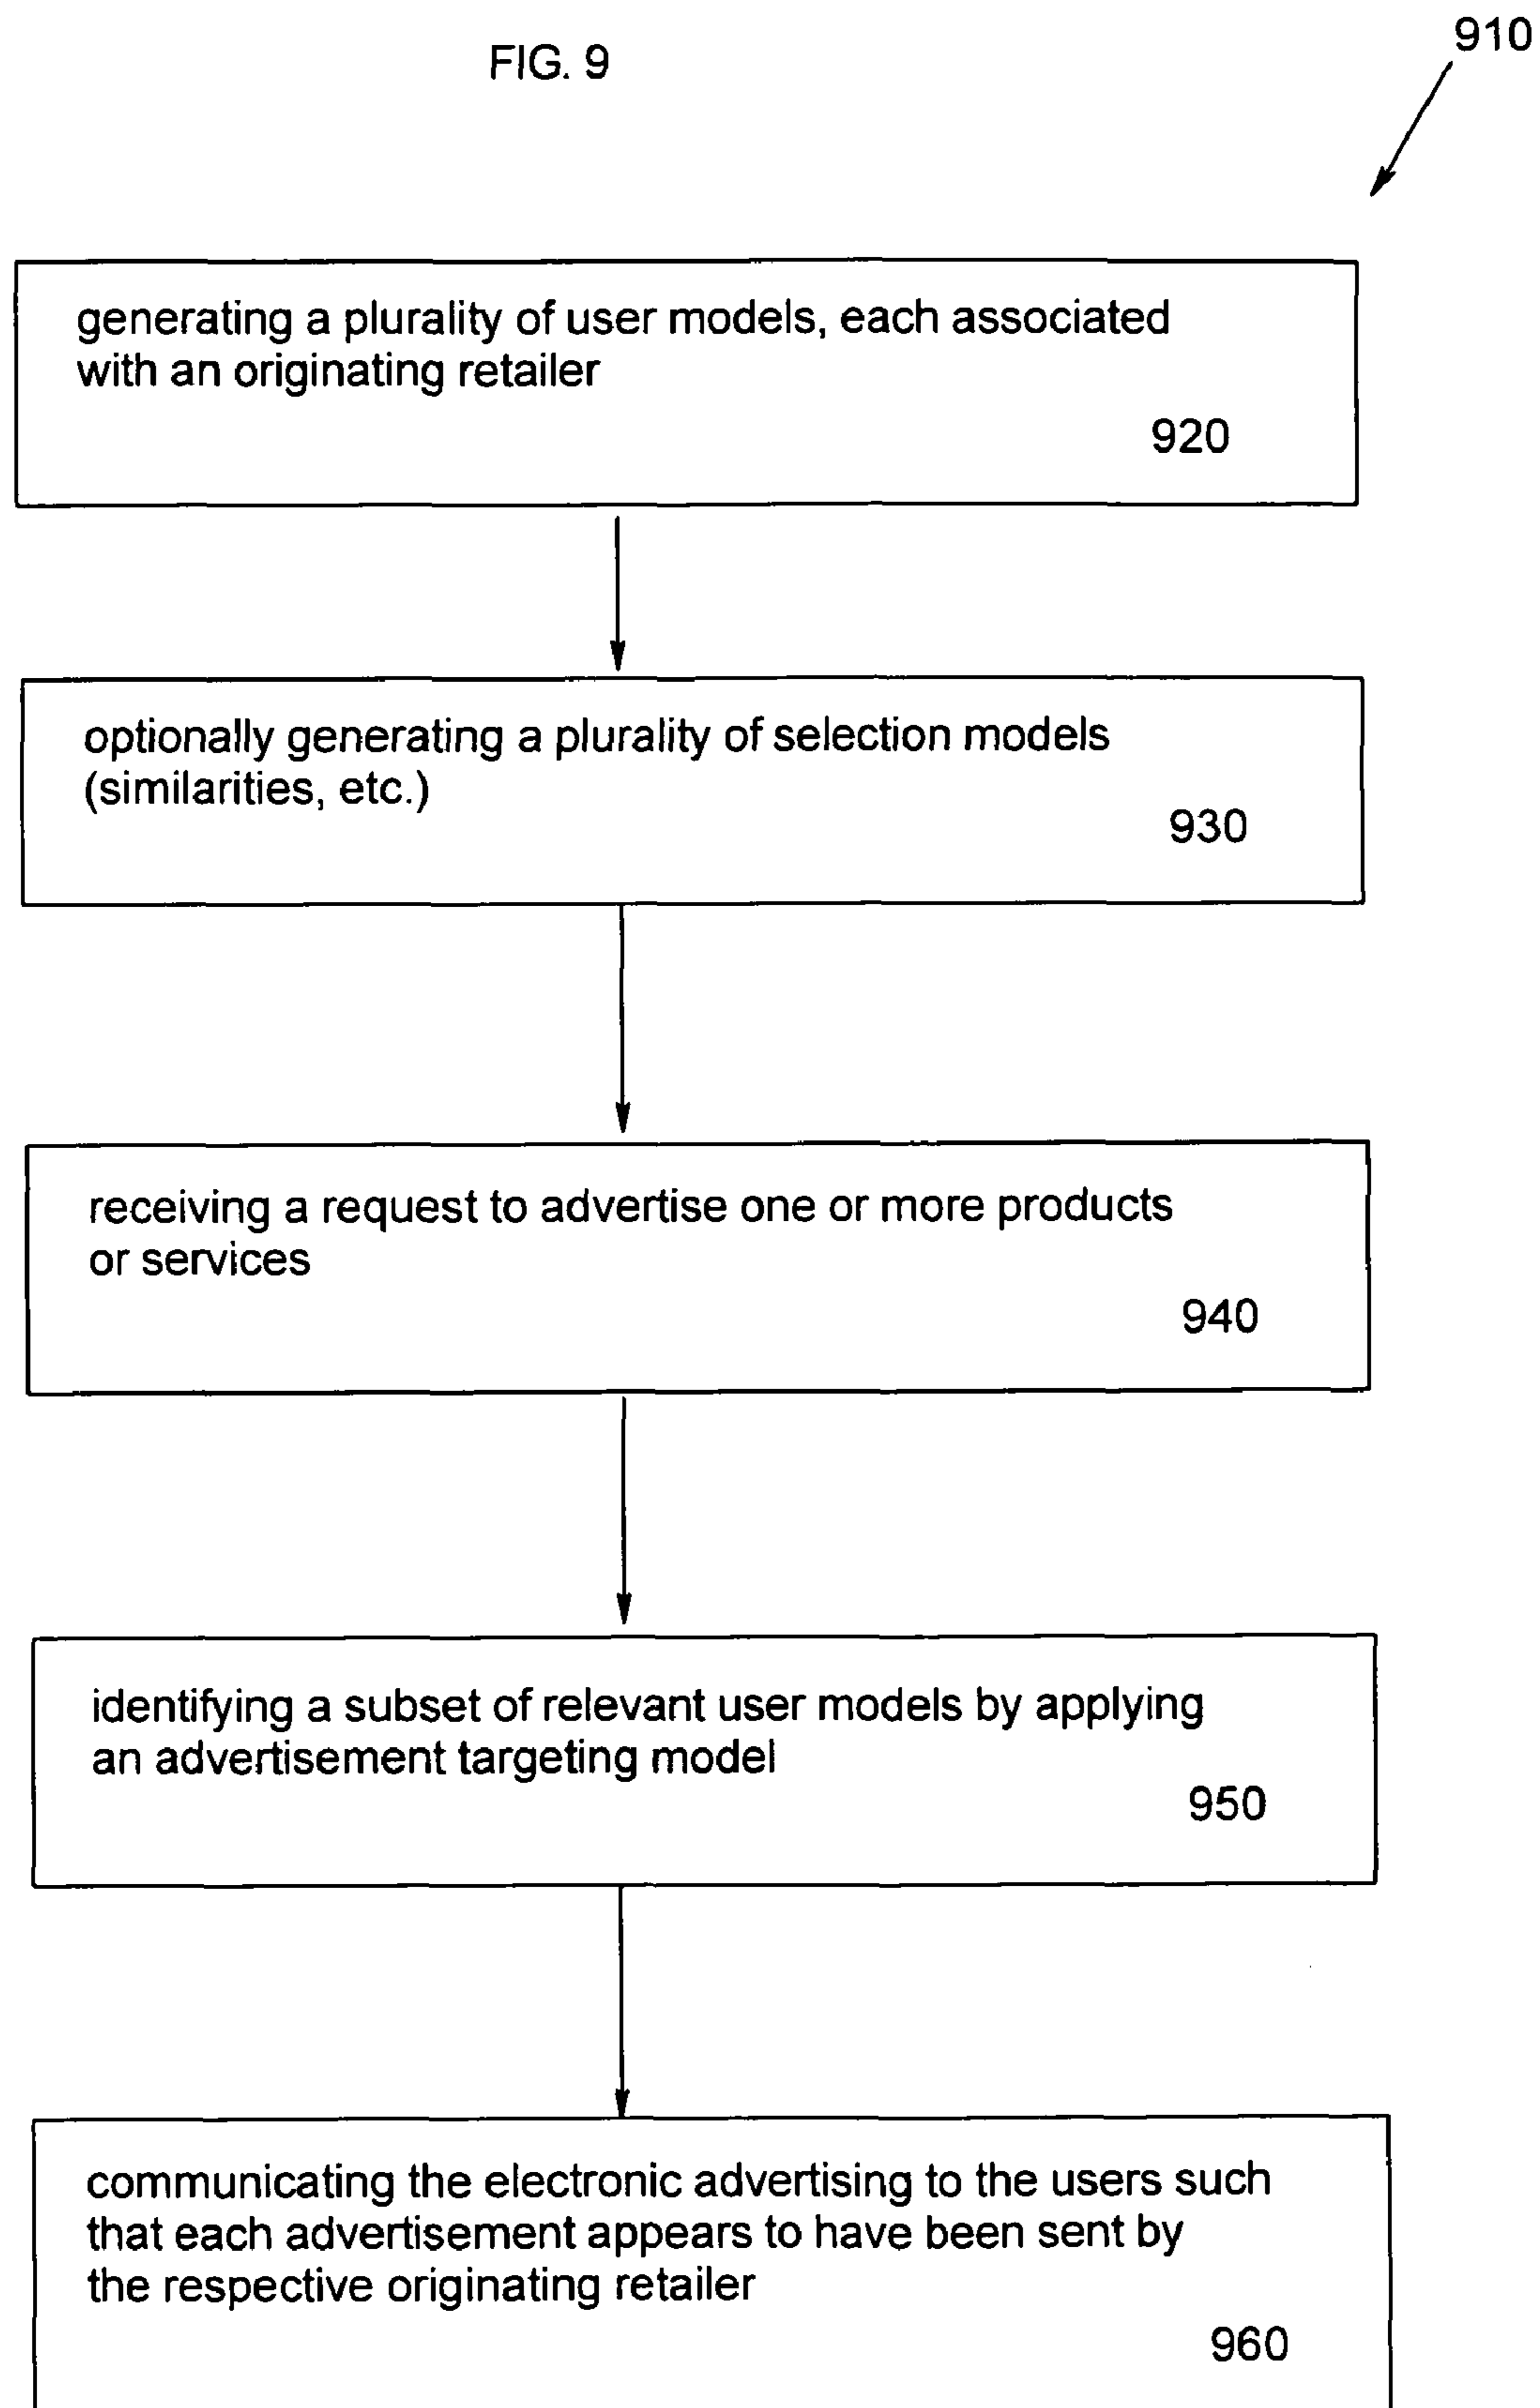 FIG. 9
910
generating a plurality of user models, each associated
with an originating retailer
920
optionally generating a plurality of selection models
(similarities, etc.)
930
receiving a request to advertise one or more products
or services
940
identifying a subset of relevant user models by applying
an advertisement targeting model
950
communicating the electronic advertising to the users such
that each advertisement appears to have been sent by
the respective originating retailer
960